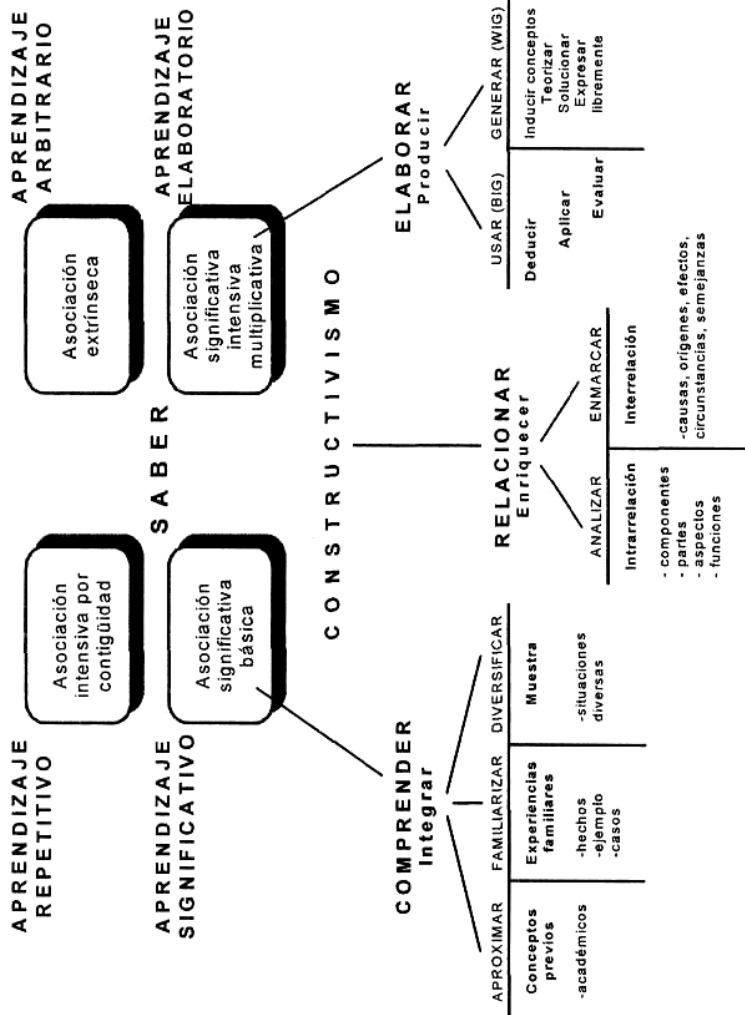 APRENDIZAJE
REPETITIVO
Asociación
intensiva por
contigüidad
Asociación
extrínseca
APRENDIZAJE
ARBITRARIO
SABER
APRENDIZAJE
SIGNIFICATIVO
Asociación
significativa
básica
Asociación
significativa
intensiva
multiplicativa
APRENDIZAJE
ELABORATORIO
CONSTRUCTIVISMO
COMPRENDER
Integrar
APROXIMAR
Conceptos
previos
-académicos
FAMILIARIZAR
Experiencias
familiares
-hechos
-ejemplo
-casos
DIVERSIFICAR
Muestra
-situaciones
diversas
RELACIONAR
Enriquecer
ANALIZAR
Intrarrelación
- componentes
- partes
- aspectos
- funciones
ENMARCAR
Interrelación
-causas, orígenes, efectos,
circunstancias, semejanzas
ELABORAR
Producir
USAR (BIG)
Deducir
Aplicar
Evaluar
GENERAR (WIG)
Inducir conceptos
Teorizar
Solucionar
Expresar
libremente